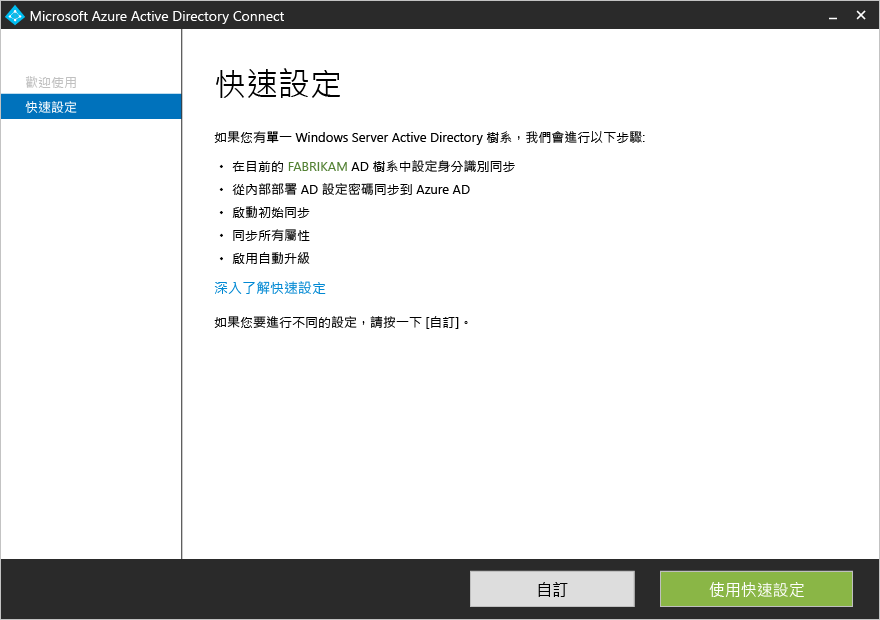 Microsoft Azure Active Directory Connect
歡迎使用
快速設定
快速設定
如果您有單一 Windows Server Active Directory 樹系，我們會進行以下步驟:
• 在目前的 FABRIKAM AD 樹系中設定身分識別同步
• 從內部部署 AD 設定密碼同步到 Azure AD
• 啟動初始同步
• 同步所有屬性
• 啟用自動升級
深入了解快速設定
如果您要進行不同的設定，請按一下 [自訂]。
自訂
使用快速設定